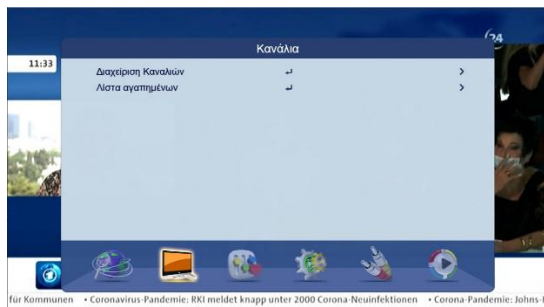 24
Κανάλια
11:33
Διαχείριση Καναλιών
Λίστα αγαπημένων
für Kommunen • Coronavirus-Pandemie: RKI meldet knapp unter 2000 Corona-Neuinfektionen • Corona-Pandemie: Johns-